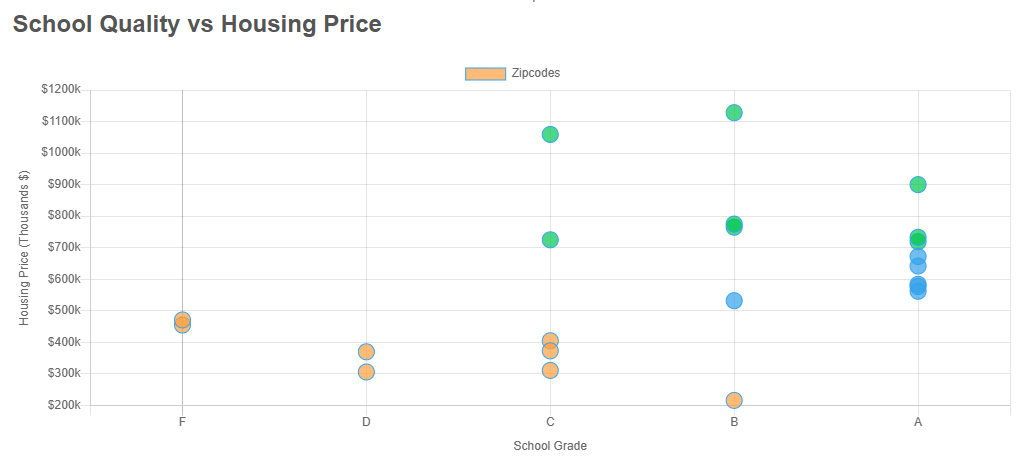 School Quality vs Housing Price
Zipcodes
$1200k
$1100k
$1000k
$900k
$800k
$700k
$600k
$500k
$400k
$300k
$200k
Housing Price (Thousands $)
F D C B A
School Grade